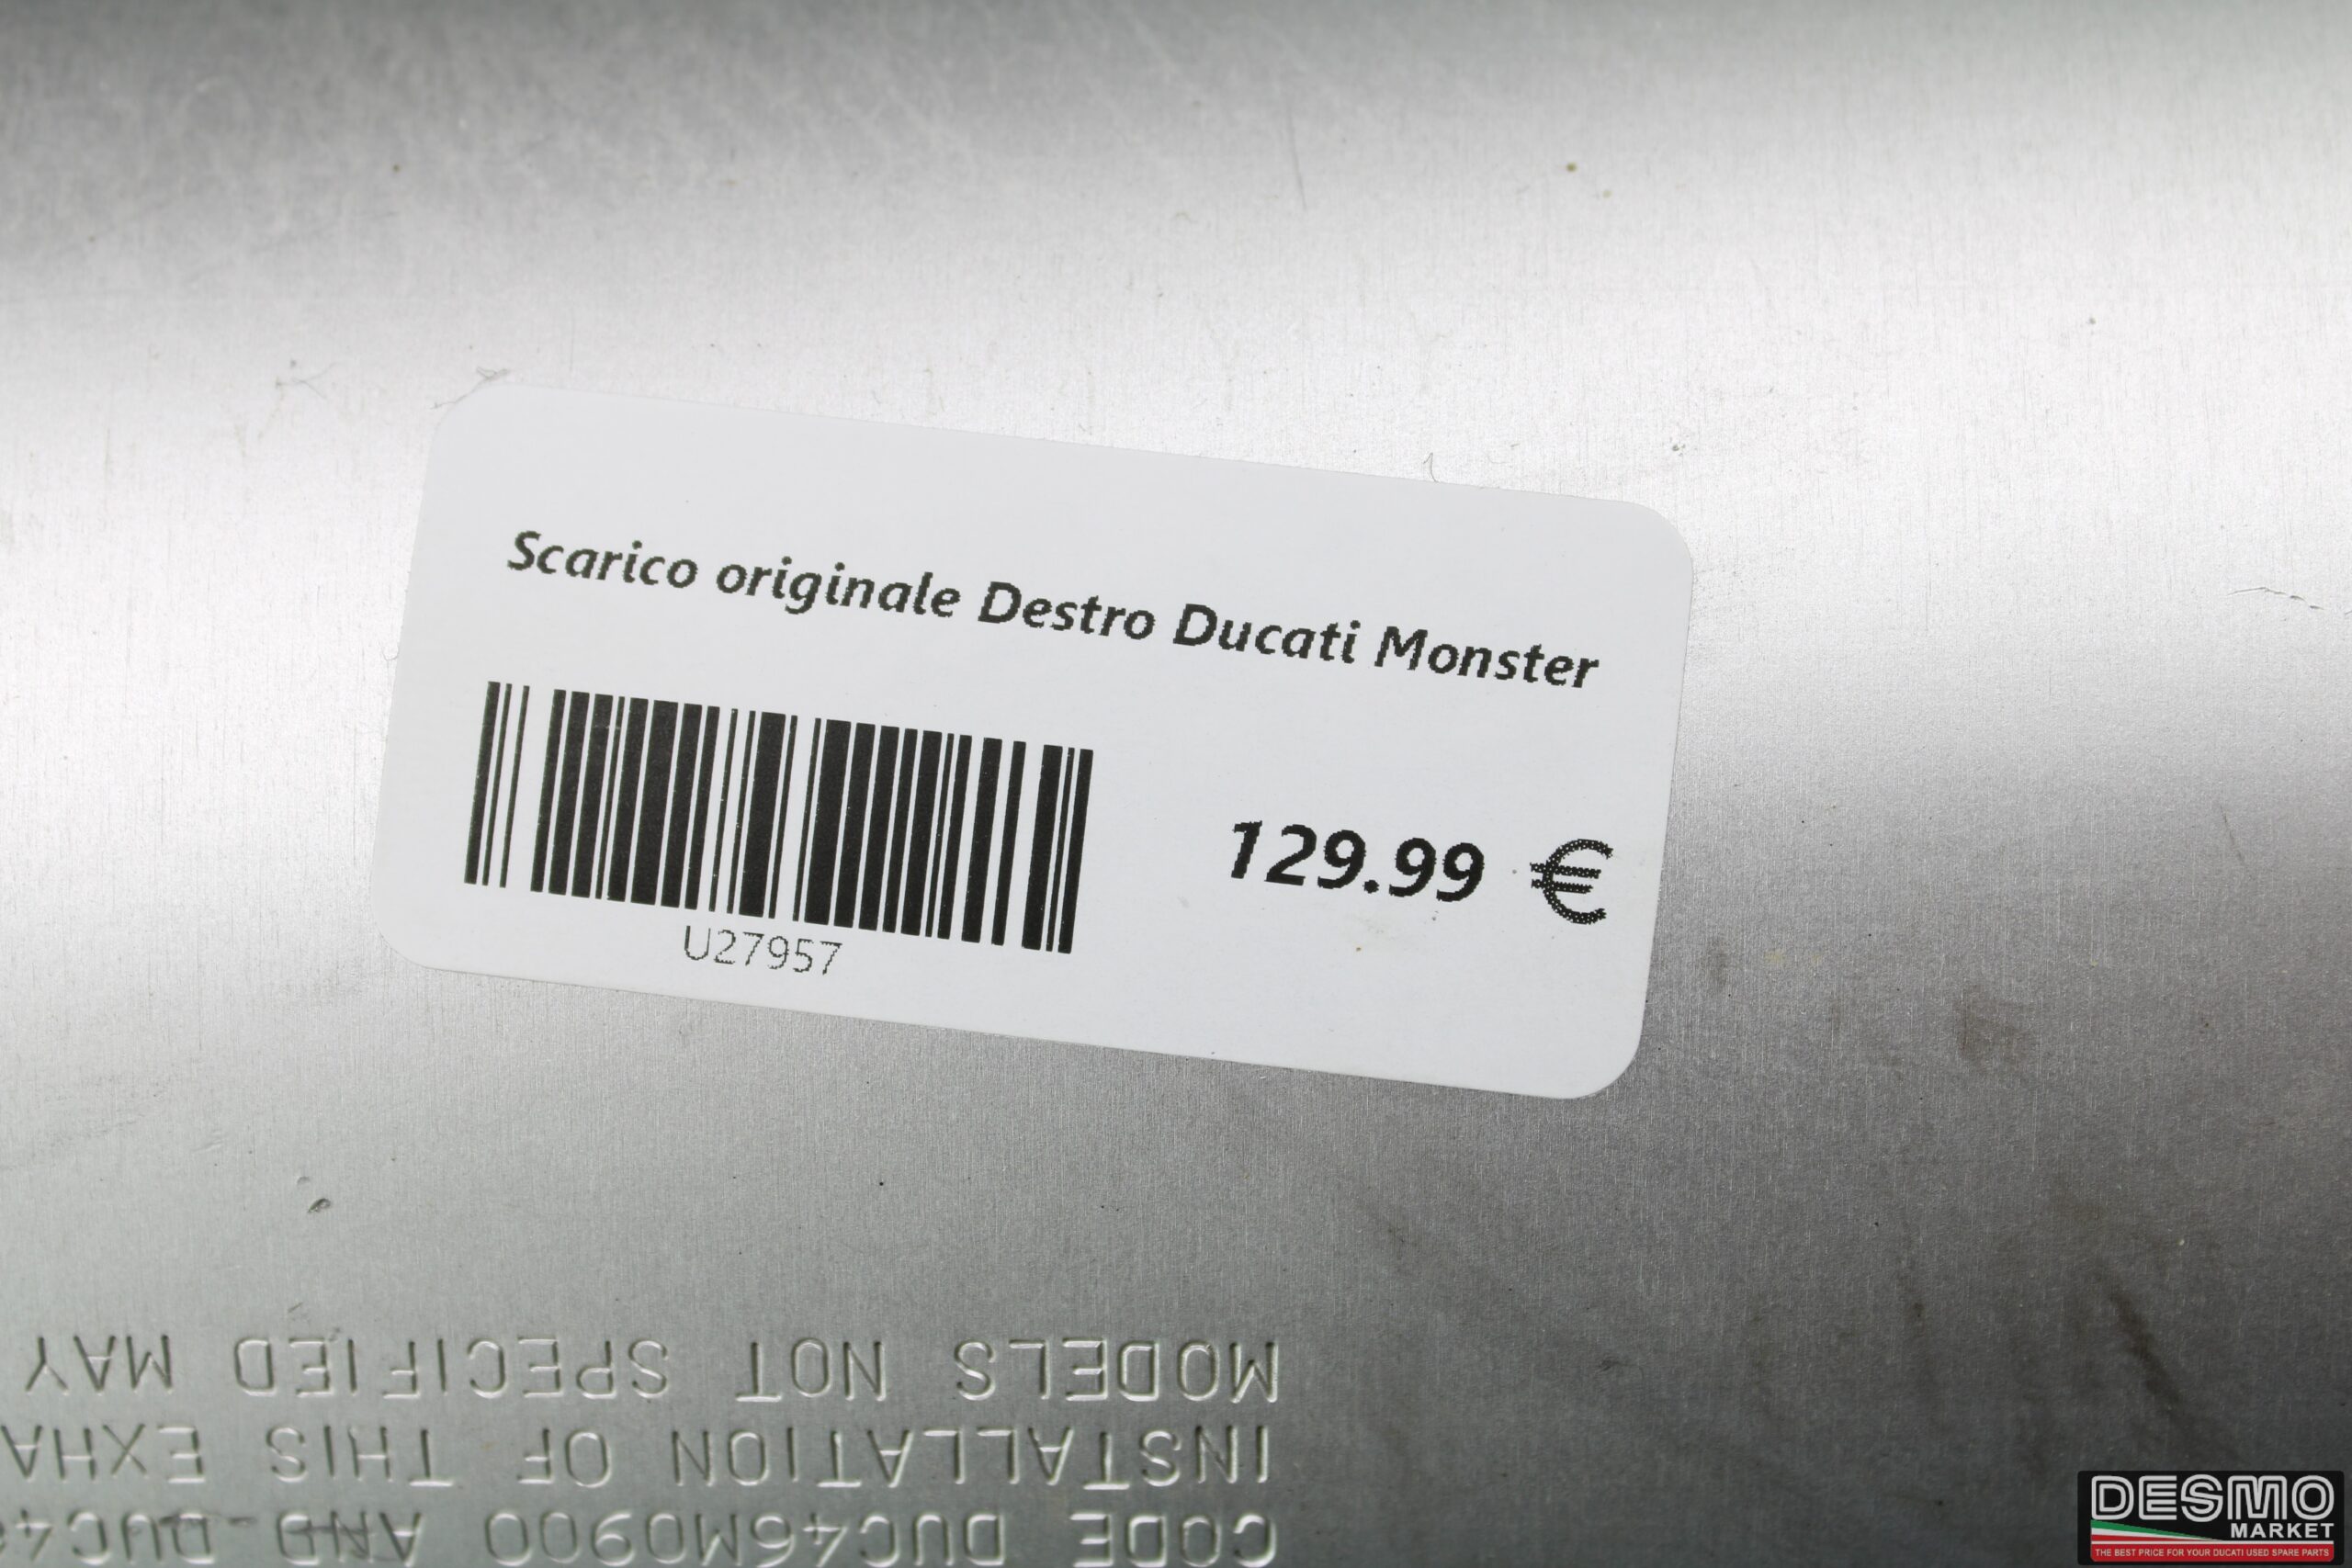 Scarico originale Destro Ducati Monster
U27957
129.99 €
CODE DUC46M0900 AND DUC4
INSTALLATION OF THIS EXHA
MODELS NOT SPECIFIED MAY
DESMO
MARKET
THE BEST PRICE FOR YOUR DUCATI USED SPARE PARTS